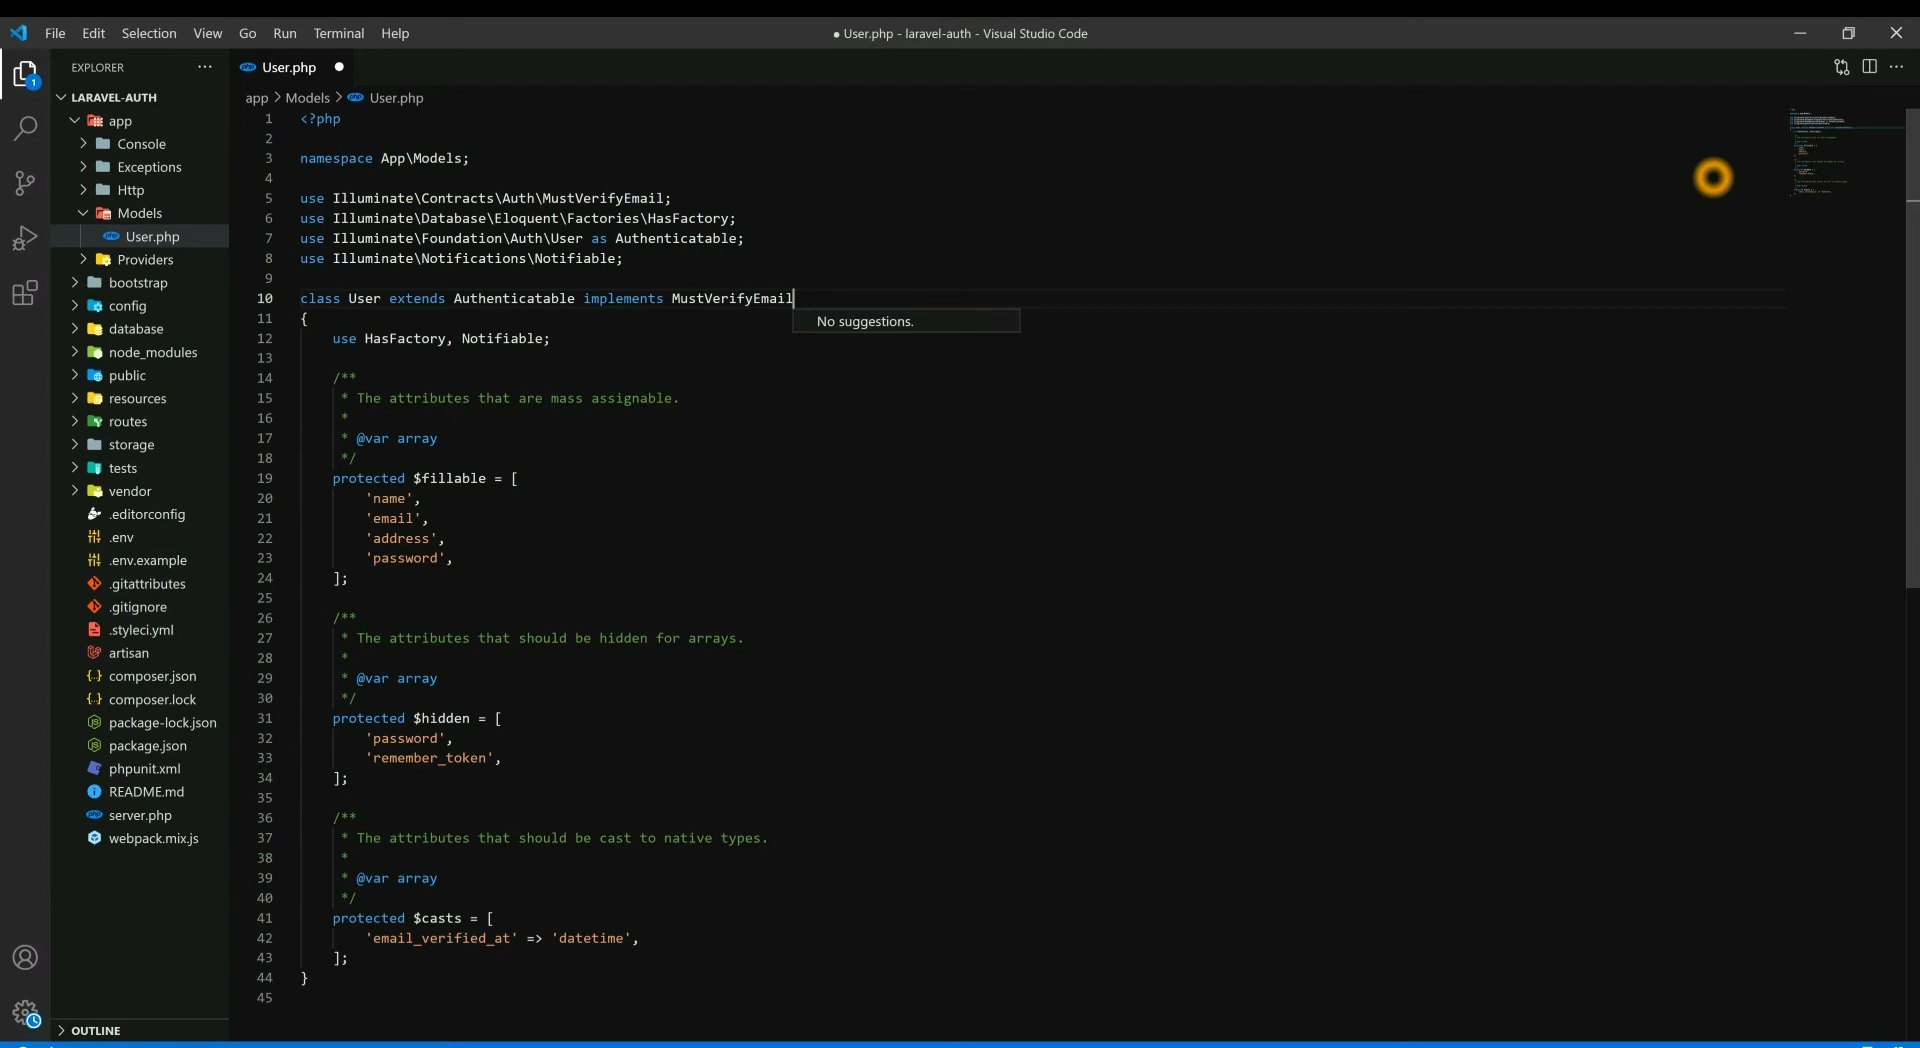 File Edit Selection View Go Run Terminal Help
● User.php - laravel-auth - Visual Studio Code
1
EXPLORER
LARAVEL-AUTH
app
Console
Exceptions
Http
Models
User.php
Providers
bootstrap
config
database
node_modules
public
resources
routes
storage
tests
vendor
.editorconfig
.env
.env.example
.gitattributes
.gitignore
.styleci.yml
artisan
composer.json
composer.lock
package-lock.json
package.json
phpunit.xml
README.md
server.php
webpack.mix.js
OUTLINE
User.php
app > Models > User.php
1 <?php
2
3 namespace App\Models;
4
5 use Illuminate\Contracts\Auth\MustVerifyEmail;
6 use Illuminate\Database\Eloquent\Factories\HasFactory;
7 use Illuminate\Foundation\Auth\User as Authenticatable;
8 use Illuminate\Notifications\Notifiable;
9
10 class User extends Authenticatable implements MustVerifyEmail
11 {
No suggestions.
12 use HasFactory, Notifiable;
13
14 /**
15 * The attributes that are mass assignable.
16 *
17 * @var array
18 */
19 protected $fillable = [
20 'name',
21 'email',
22 'address',
23 'password',
24 ];
25
26 /**
27 * The attributes that should be hidden for arrays.
28 *
29 * @var array
30 */
31 protected $hidden = [
32 'password',
33 'remember_token',
34 ];
35
36 /**
37 * The attributes that should be cast to native types.
38 *
39 * @var array
40 */
41 protected $casts = [
42 'email_verified_at' => 'datetime',
43 ];
44 }
45